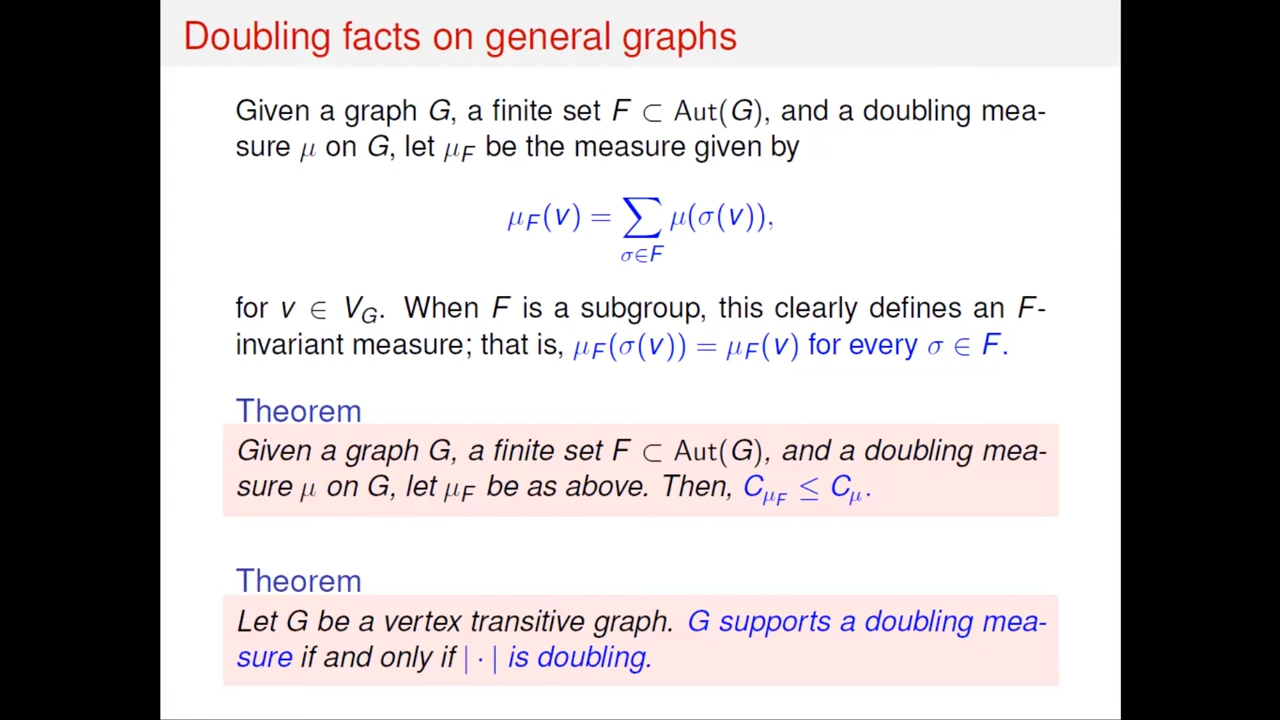 Doubling facts on general graphs
Given a graph G, a finite set F ⊂ Aut(G), and a doubling mea-
sure μ on G, let μ_F be the measure given by
μ_F(v) = ∑_{σ∈F} μ(σ(v)),
for v ∈ V_G. When F is a subgroup, this clearly defines an F-
invariant measure; that is, μ_F(σ(v)) = μ_F(v) for every σ ∈ F.
Theorem
Given a graph G, a finite set F ⊂ Aut(G), and a doubling mea-
sure μ on G, let μ_F be as above. Then, C_{μ_F} ≤ C_μ.
Theorem
Let G be a vertex transitive graph. G supports a doubling mea-
sure if and only if | · | is doubling.